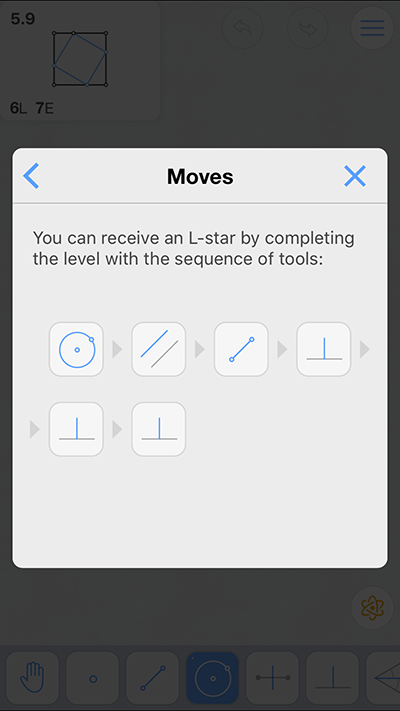 5.9
6L 7E
Moves
You can receive an L-star by completing
the level with the sequence of tools: